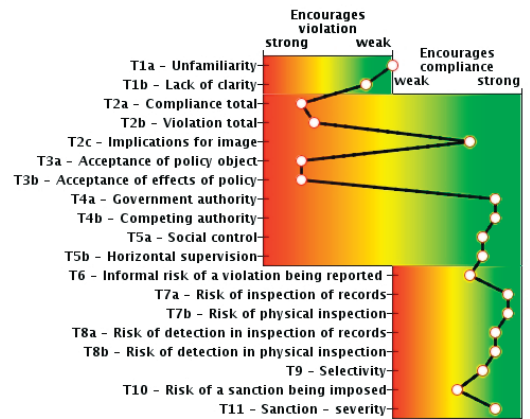 Encourages
violation
strong weak
Encourages
compliance
weak strong
T1a - Unfamiliarity
T1b - Lack of clarity
T2a - Compliance total
T2b - Violation total
T2c - Implications for image
T3a - Acceptance of policy object
T3b - Acceptance of effects of policy
T4a - Government authority
T4b - Competing authority
T5a - Social control
T5b - Horizontal supervision
T6 - Informal risk of a violation being reported
T7a - Risk of inspection of records
T7b - Risk of physical inspection
T8a - Risk of detection in inspection of records
T8b - Risk of detection in physical inspection
T9 - Selectivity
T10 - Risk of a sanction being imposed
T11 - Sanction - severity